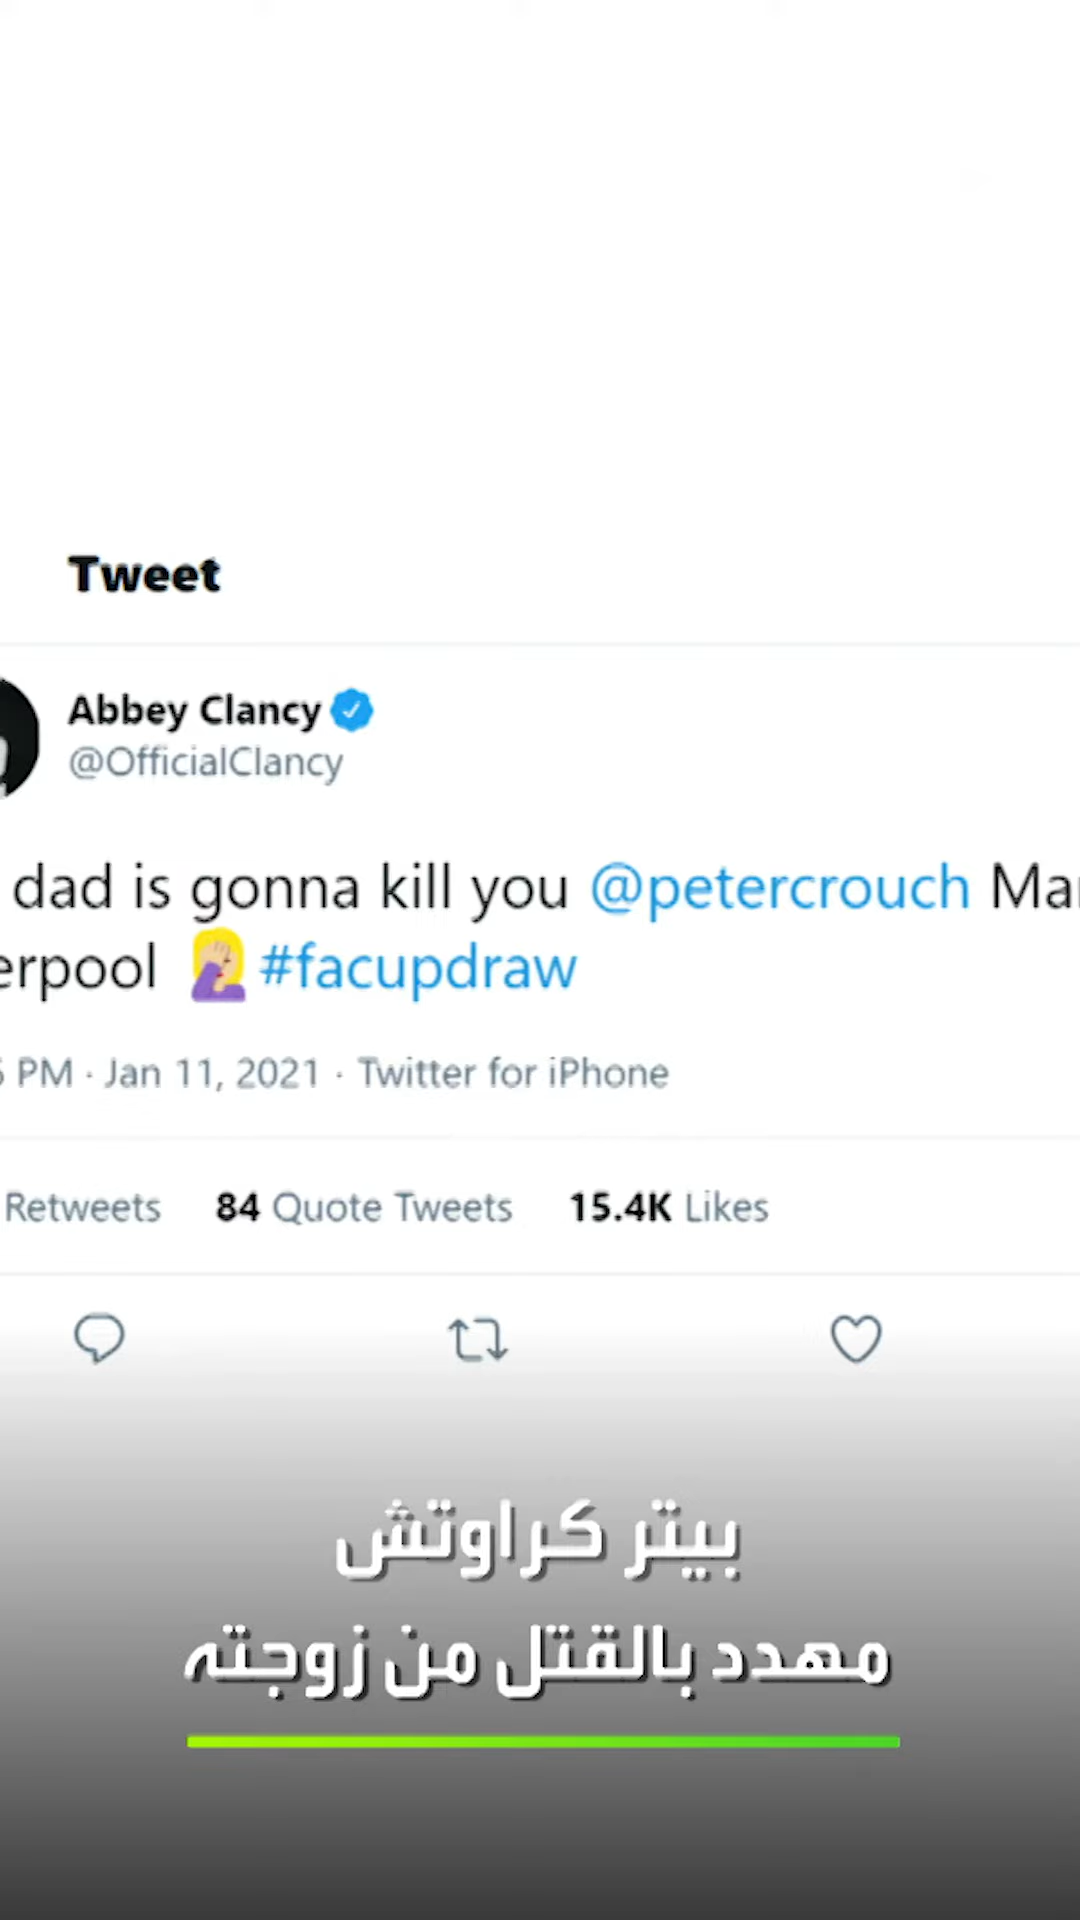 Tweet
Abbey Clancy
@OfficialClancy
dad is gonna kill you @petercrouch
#facupdraw
PM · Jan 11, 2021 · Twitter for iPhone
Retweets 84 Quote Tweets 15.4K Likes
بيتر كراوتش
مهدد بالقتل من زوجته